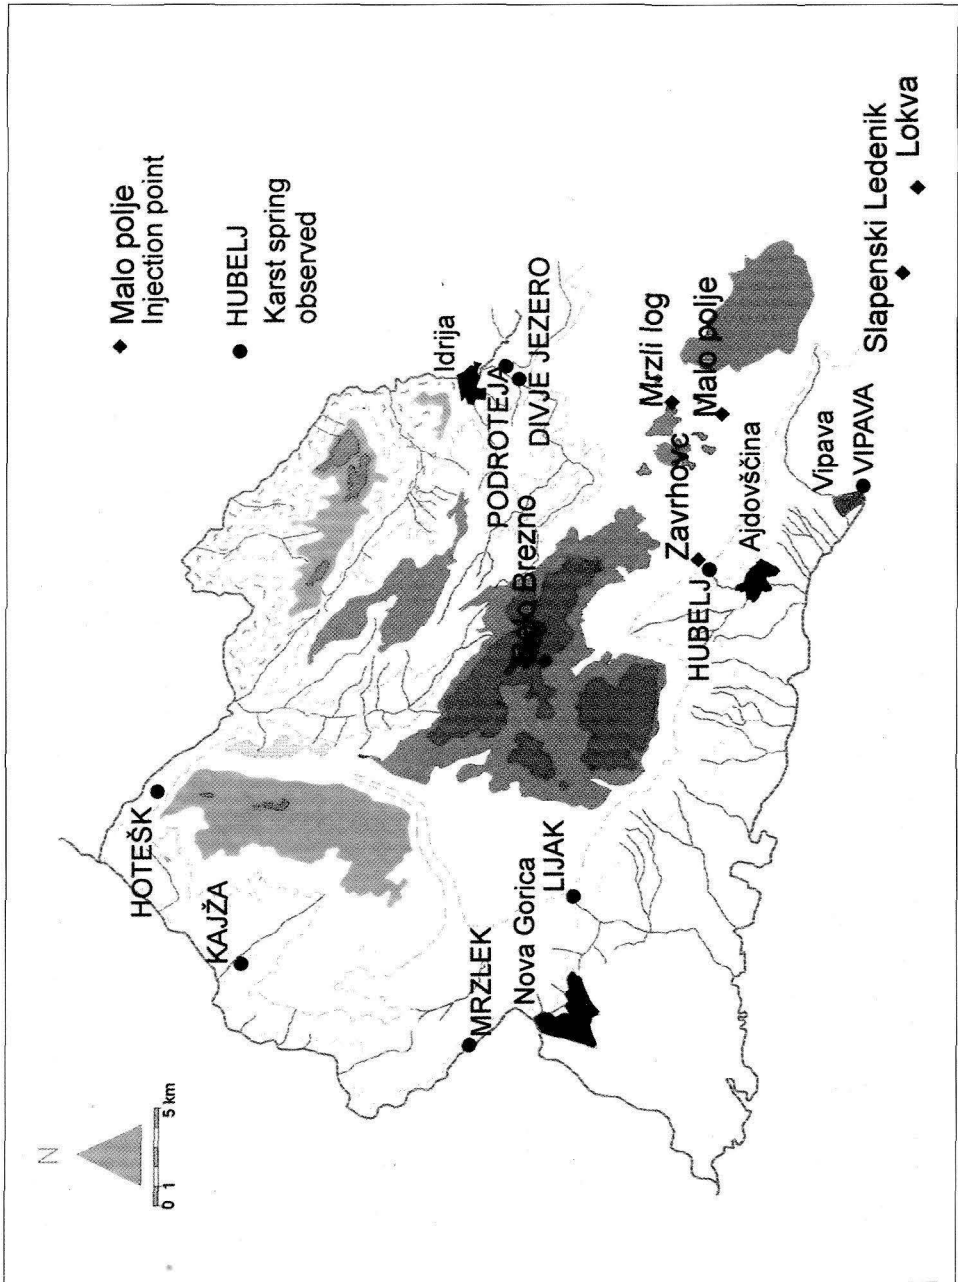 N
0 1 5 km
Malo polje
Injection point
HUBELJ
Karst spring
observed
HOTEŠK
KAJŽA
Idrija
MRZLEK
PODROTEJA
DIVJE JEZERO
Nova Gorica
LIJAK
Brezno
Mrzli log
Zavrhovc
Malo polje
HUBELJ
Ajdovščina
Vipava
VIPAVA
Slapenski Ledenik
Lokva